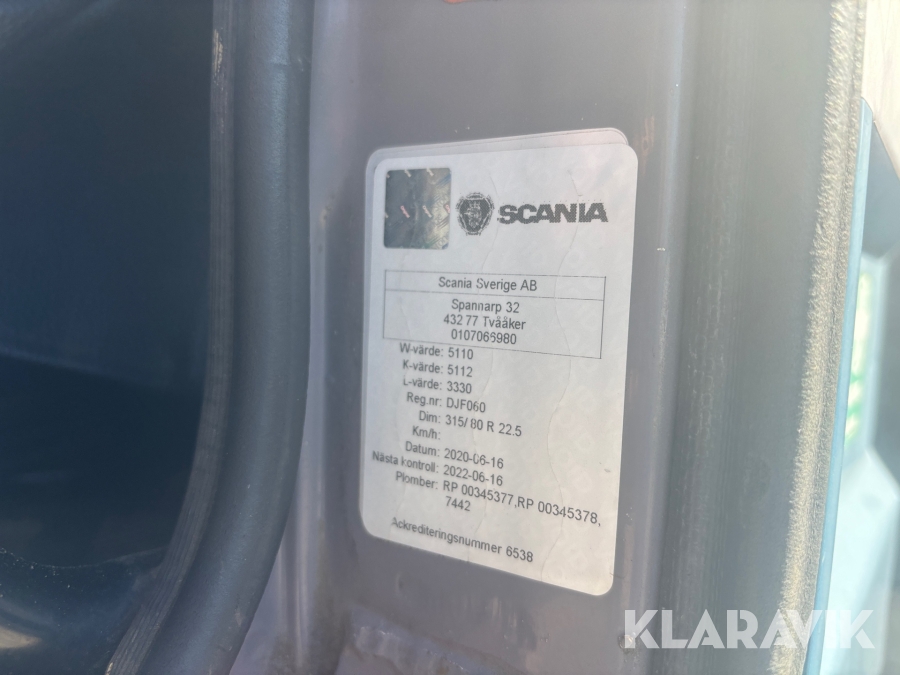 SCANIA
Scania Sverige AB
Spannarp 32
432 77 Tvååker
0107066980
W-värde: 5110
K-värde: 5112
L-värde: 3330
Reg.nr: DJF060
Dim: 315/ 80 R 22.5
Km/h:
Datum: 2020-06-16
Nästa kontroll: 2022-06-16
Plomber: RP 00345377,RP 00345378,
7442
Ackrediteringsnummer 6538
KLARAVIK